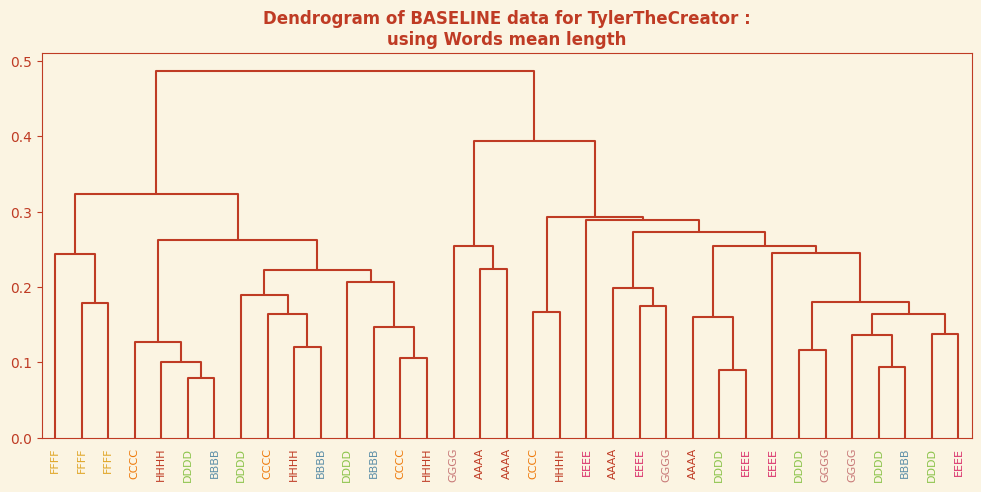 Dendrogram of BASELINE data for TylerTheCreator :
using Words mean length
0.5
0.4
0.3
0.2
0.1
0.0
FFFF FFFF FFFF CCCC HHHH DDDD BBBB DDDD CCCC HHHH BBBB DDDD BBBB CCCC HHHH GGGG AAAA AAAA CCCC HHHH EEEE AAAA EEEE GGGG AAAA DDDD EEEE EEEE DDDD GGGG GGGG DDDD BBBB DDDD EEEE